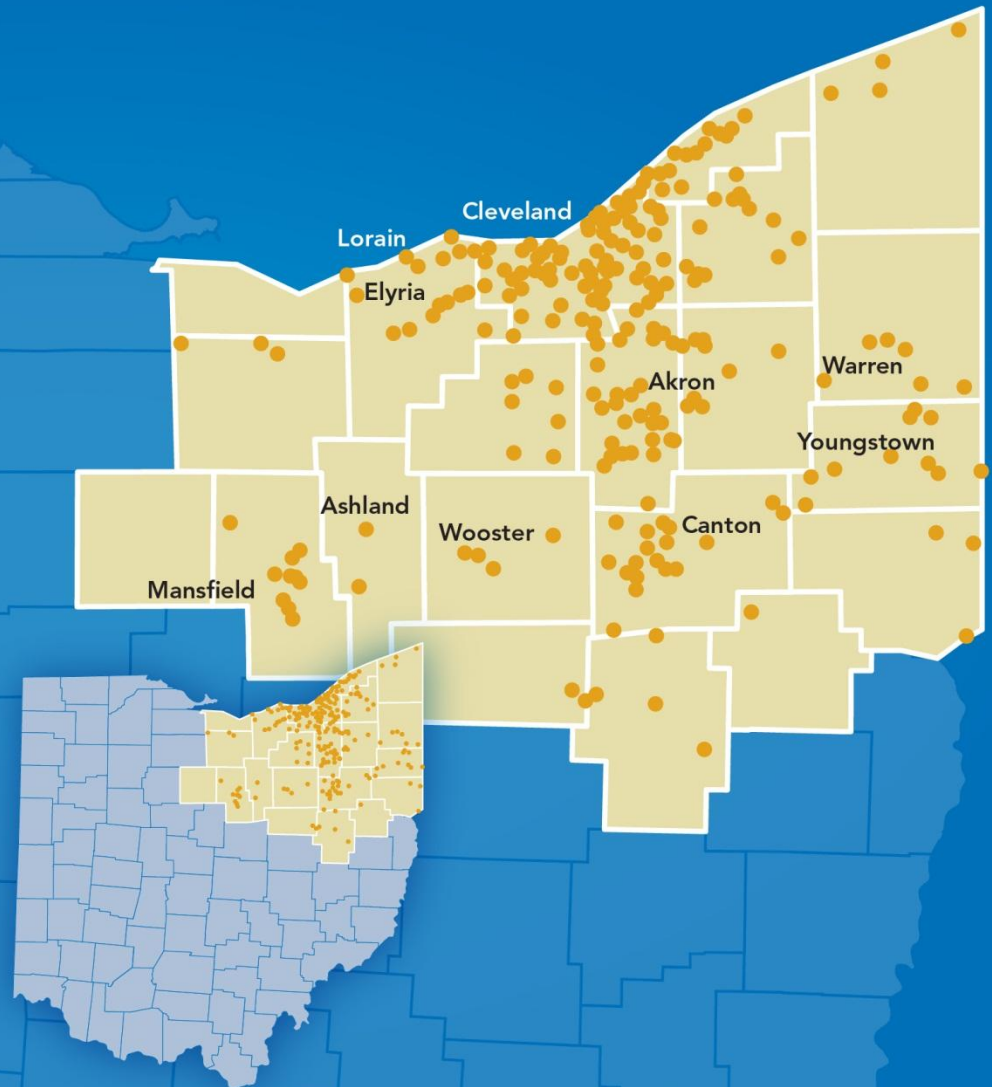 Cleveland
Lorain
Elyria
Warren
Akron
Youngstown
Ashland
Wooster
Canton
Mansfield